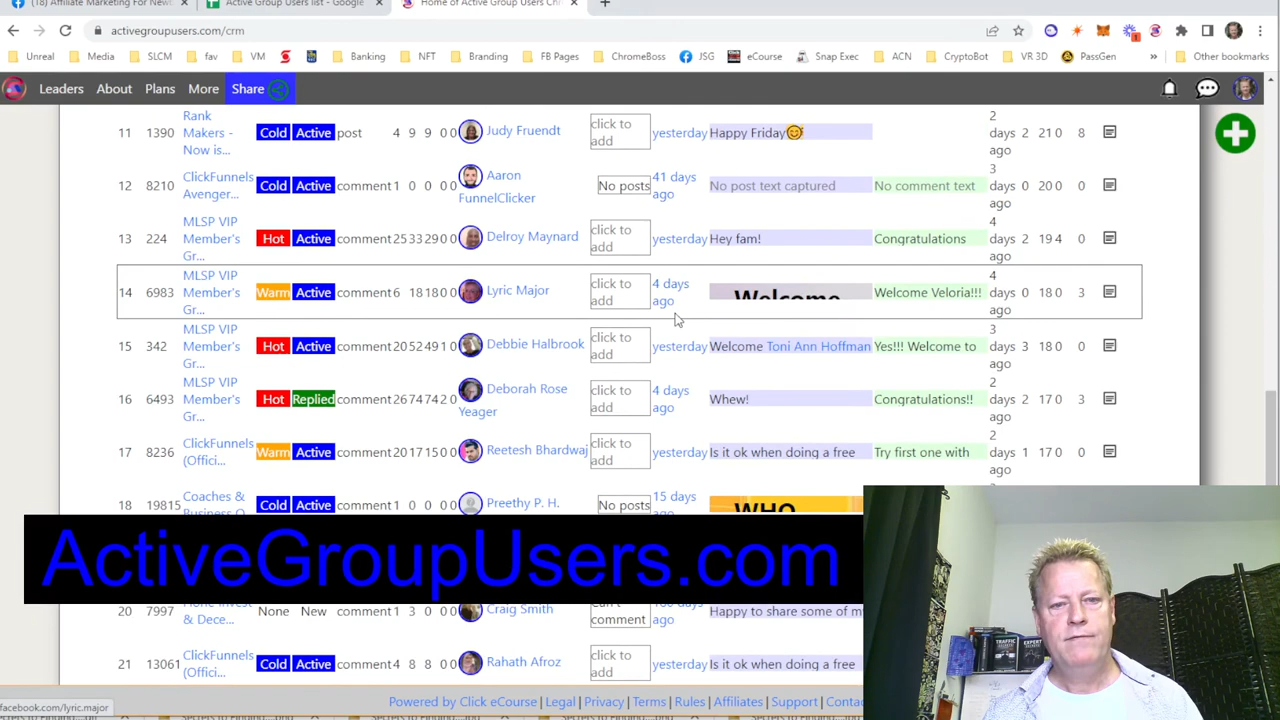 (18) Affiliate Marketing For Newb
Active Group Users list - Google
Home of Active Group Users Chr
activegroupusers.com/crm
Unreal Media SLCM fav VM Banking NFT Branding FB Pages ChromeBoss JSG eCourse Snap Exec ACN CryptoBot VR 3D PassGen » Other bookmarks
Leaders About Plans More Share
11 1390 Rank Makers - Now is... Cold Active post 4 9 9 0 0 Judy Fruendt click to add yesterday Happy Friday😊 2 days ago 2 21 0 8
12 8210 ClickFunnels Avenger... Cold Active comment 1 0 0 0 0 Aaron FunnelClicker No posts 41 days ago No post text captured No comment text 3 days ago 0 20 0 0
13 224 MLSP VIP Member's Gr... Hot Active comment 25 33 29 0 0 Delroy Maynard click to add yesterday Hey fam! Congratulations 4 days ago 2 19 4 0
14 6983 MLSP VIP Member's Gr... Warm Active comment 6 18 18 0 0 Lyric Major click to add 4 days ago Welcome Welcome Veloria!!! 4 days ago 0 18 0 3
15 342 MLSP VIP Member's Gr... Hot Active comment 20 52 49 1 0 Debbie Halbrook click to add yesterday Welcome Toni Ann Hoffman Yes!!! Welcome to 3 days ago 3 18 0 0
16 6493 MLSP VIP Member's Gr... Hot Replied comment 26 74 74 2 0 Deborah Rose Yeager click to add 4 days ago Whew! Congratulations!! 2 days ago 2 17 0 3
17 8236 ClickFunnels (Offici... Warm Active comment 20 17 15 0 0 Reetesh Bhardwaj click to add yesterday Is it ok when doing a free Try first one with 2 days ago 1 17 0 0
18 19815 Coaches & Business O Cold Active comment 1 0 0 0 0 Preethy P. H. No posts 15 days ago WHO
ActiveGroupUsers.com
20 7997 Home Invest & Dece... None New comment 1 3 0 0 0 Craig Smith Can't comment ago Happy to share some of my
21 13061 ClickFunnels (Offici... Cold Active comment 4 8 8 0 0 Rahath Afroz click to add yesterday Is it ok when doing a free
TRAFFIC SECRETS EXPERT
facebook.com/lyric.major
Powered by Click eCourse | Legal | Privacy | Terms | Rules | Affiliates | Support | Conta